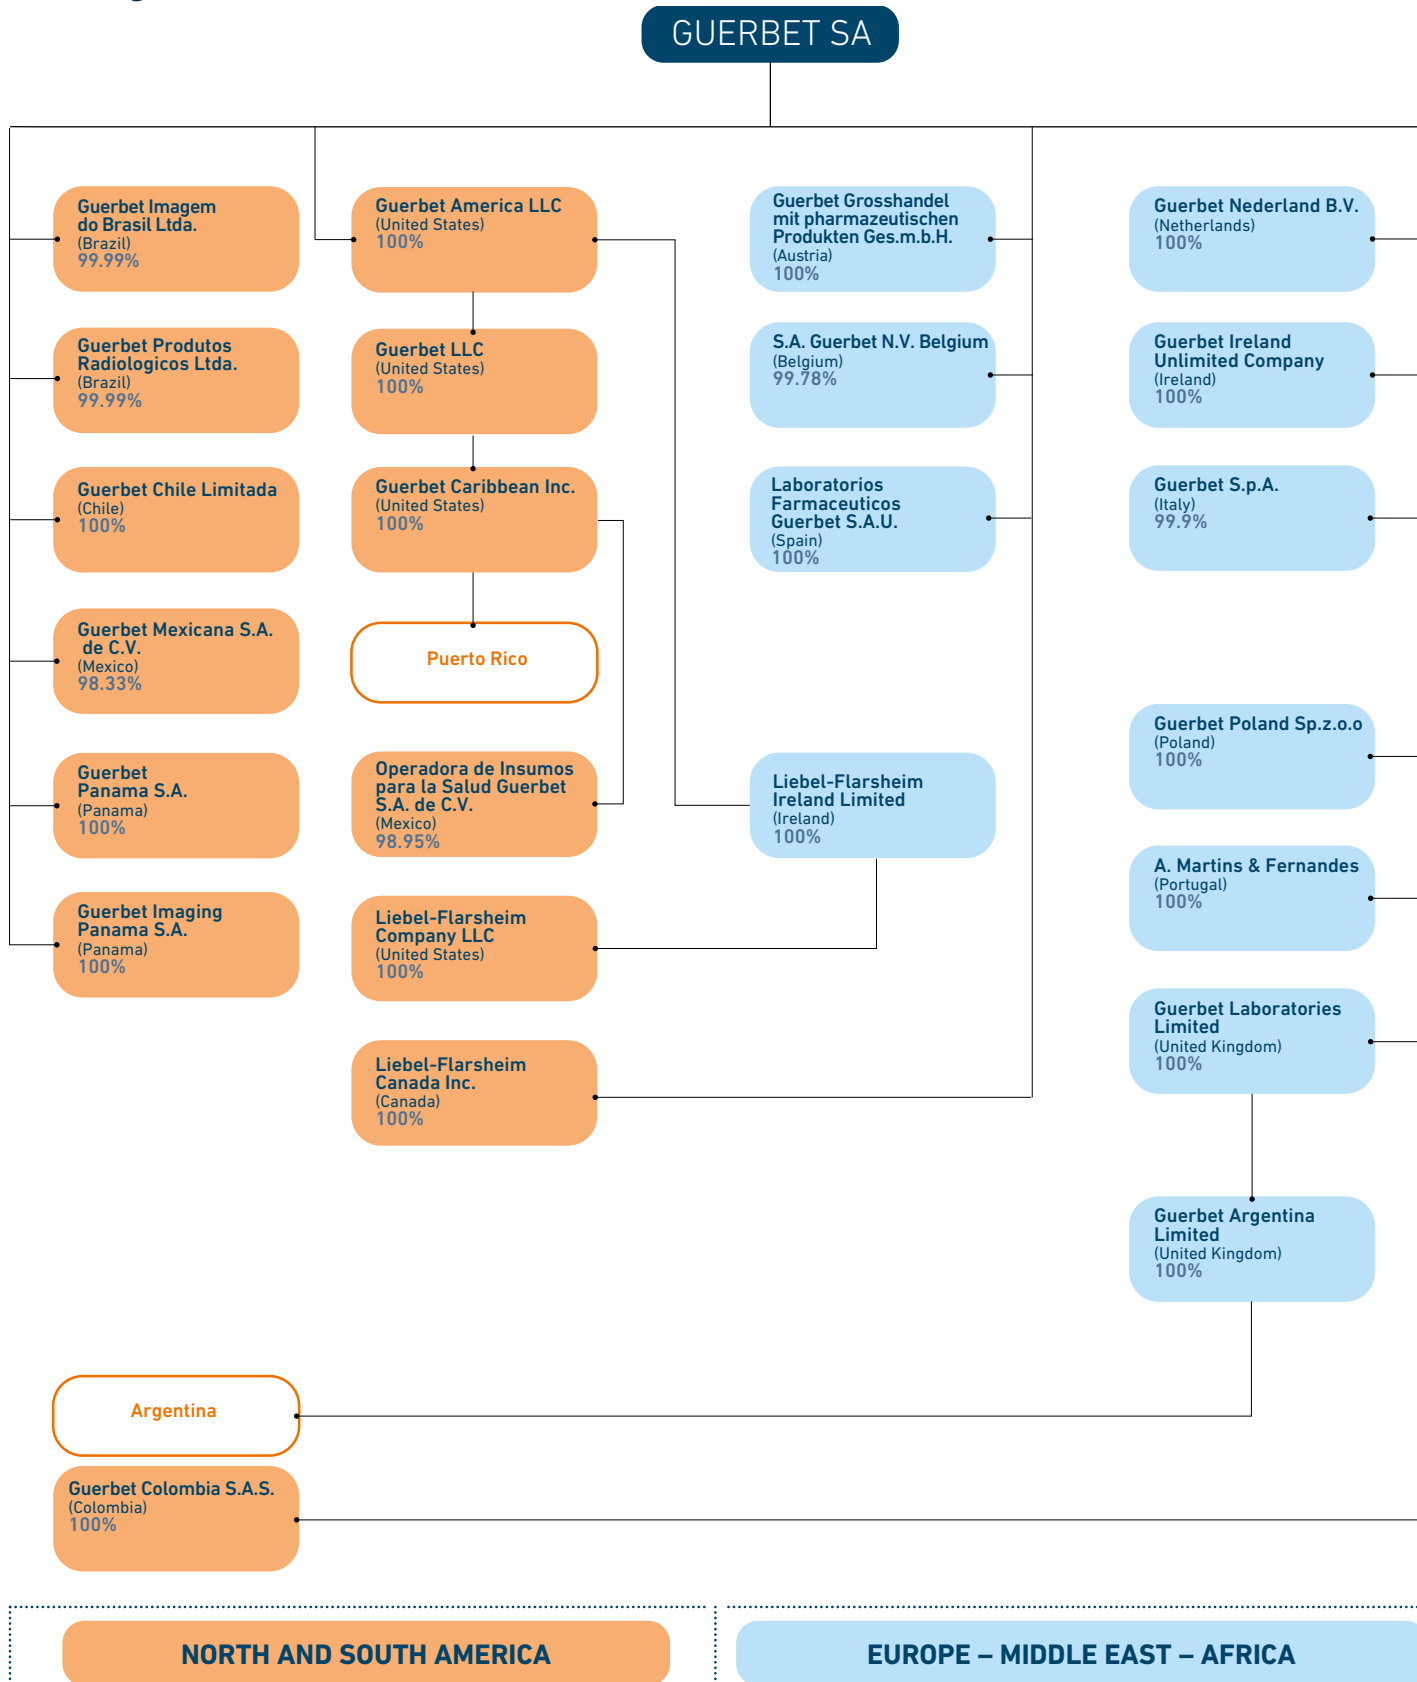 GUERBET SA
Guerbet Imagem
do Brasil Ltda.
(Brazil)
99.99%
Guerbet Produtos
Radiologicos Ltda.
(Brazil)
99.99%
Guerbet Chile Limitada
(Chile)
100%
Guerbet Mexicana S.A.
de C.V.
(Mexico)
98.33%
Guerbet
Panama S.A.
(Panama)
100%
Guerbet Imaging
Panama S.A.
(Panama)
100%
Guerbet America LLC
(United States)
100%
Guerbet LLC
(United States)
100%
Guerbet Caribbean Inc.
(United States)
100%
Puerto Rico
Operadora de Insumos
para la Salud Guerbet
S.A. de C.V.
(Mexico)
98.95%
Liebel-Flarsheim
Company LLC
(United States)
100%
Liebel-Flarsheim
Canada Inc.
(Canada)
100%
Guerbet Grosshandel
mit pharmazeutischen
Produkten Ges.m.b.H.
(Austria)
100%
S.A. Guerbet N.V. Belgium
(Belgium)
99.78%
Laboratorios
Farmaceuticos
Guerbet S.A.U.
(Spain)
100%
Liebel-Flarsheim
Ireland Limited
(Ireland)
100%
Guerbet Nederland B.V.
(Netherlands)
100%
Guerbet Ireland
Unlimited Company
(Ireland)
100%
Guerbet S.p.A.
(Italy)
99.9%
Guerbet Poland Sp.z.o.o
(Poland)
100%
A. Martins & Fernandes
(Portugal)
100%
Guerbet Laboratories
Limited
(United Kingdom)
100%
Guerbet Argentina
Limited
(United Kingdom)
100%
Argentina
Guerbet Colombia S.A.S.
(Colombia)
100%
NORTH AND SOUTH AMERICA
EUROPE – MIDDLE EAST – AFRICA